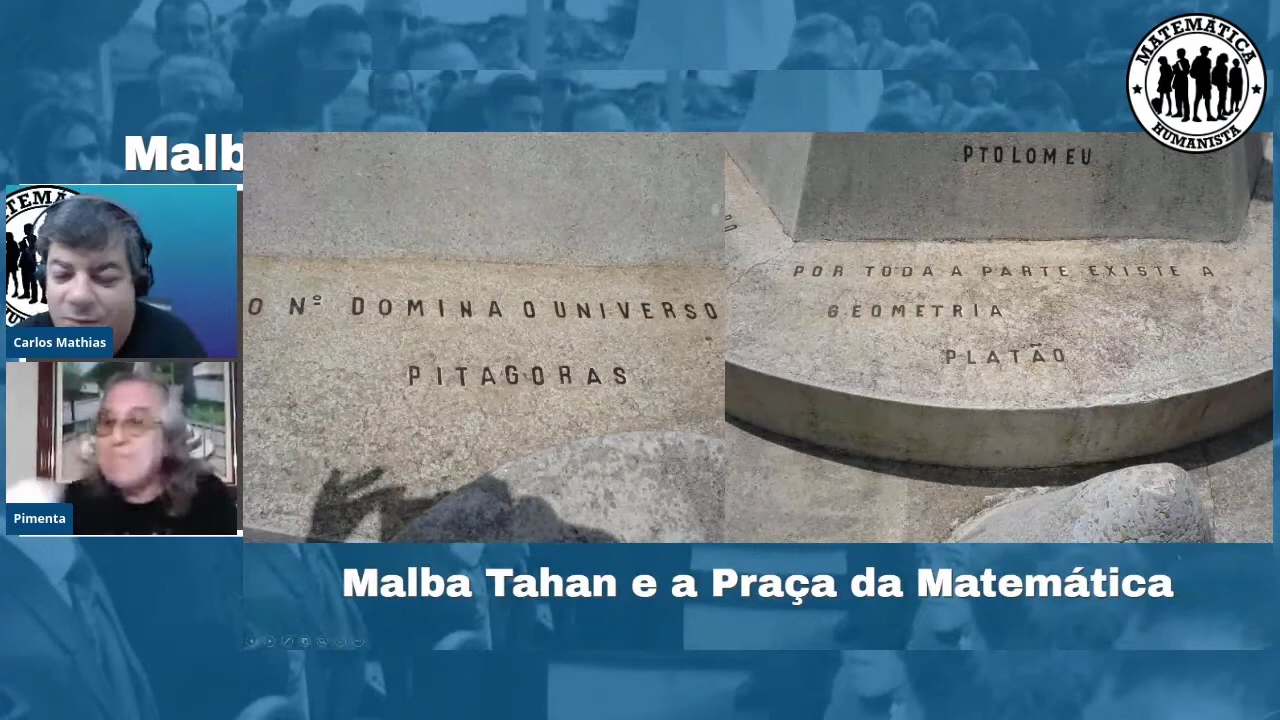 MATEMÁTICA
HUMANISTA
Malb
PTOLOMEU
O Nº DOMINA O UNIVERSO
PITAGORAS
POR TODA A PARTE EXISTE A
GEOMETRIA
PLATÃO
Carlos Mathias
Pimenta
Malba Tahan e a Praça da Matemática